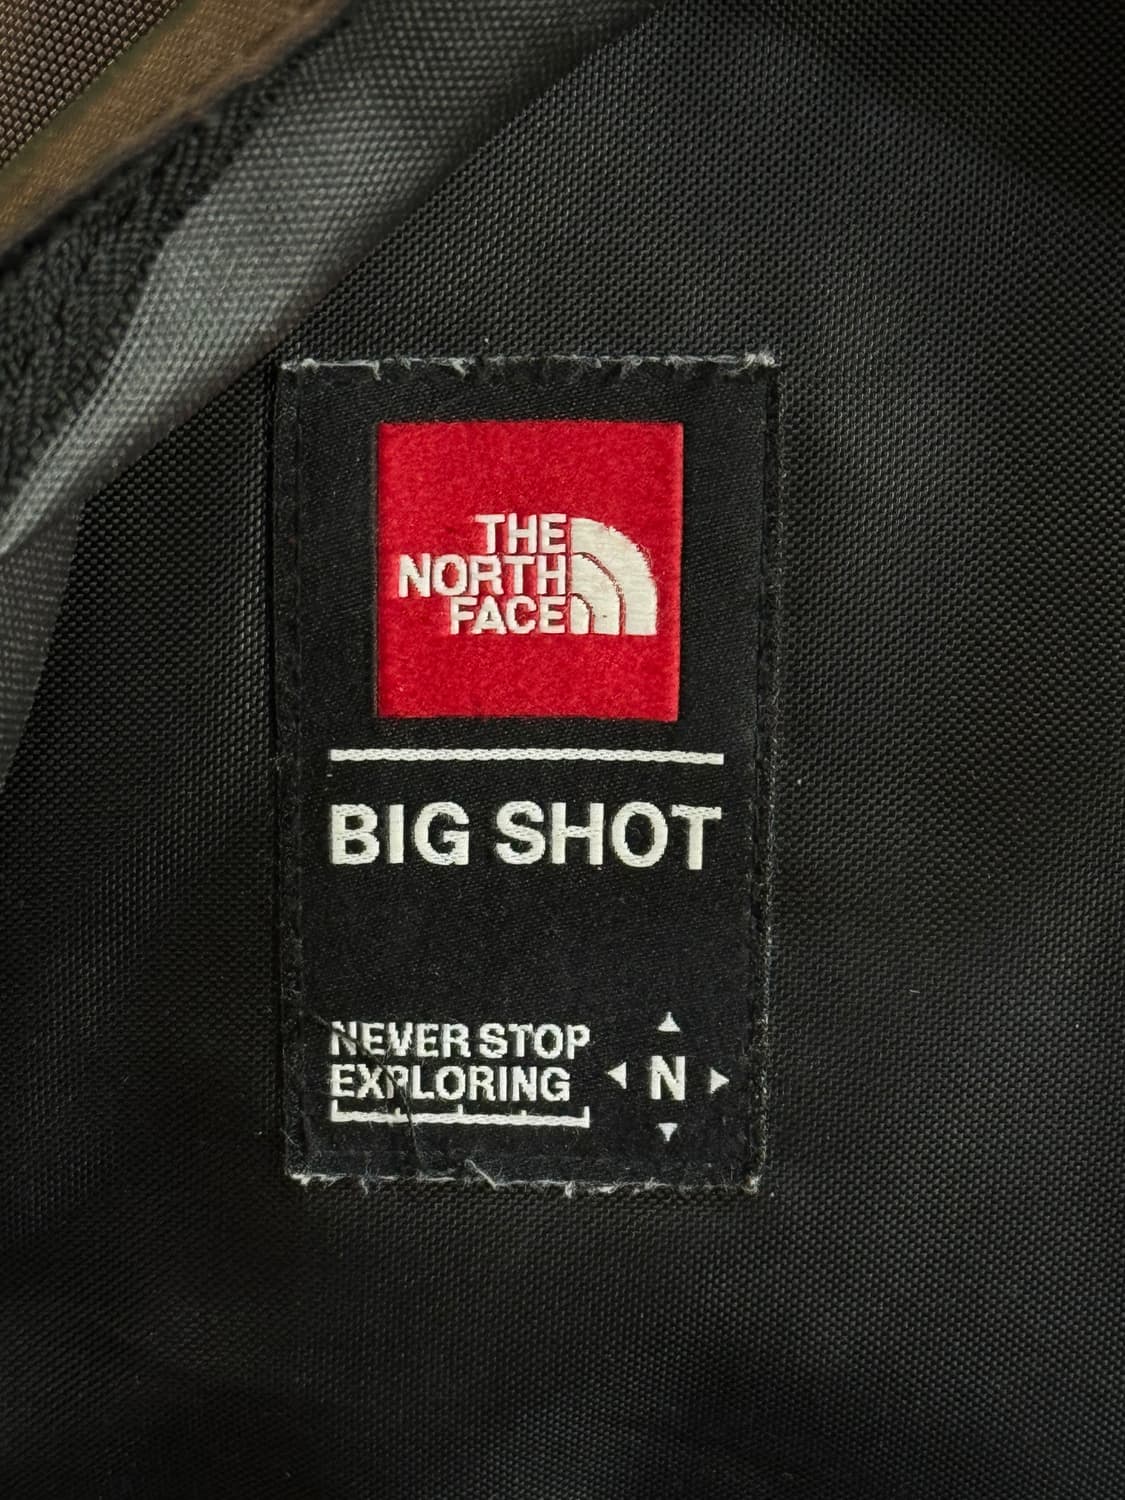 THE
NORTH
FACE
BIG SHOT
NEVER STOP
EXPLORING
N